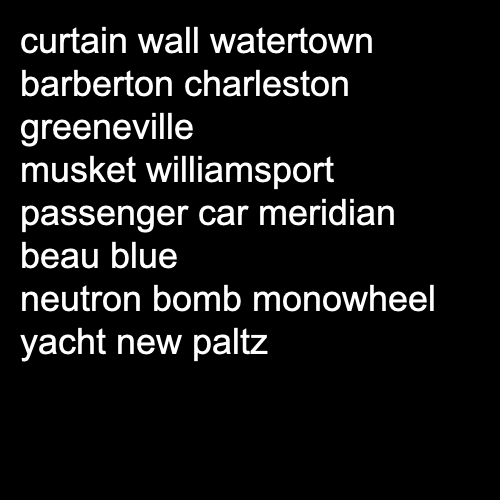 curtain wall watertown
barberton charleston
greeneville
musket williamsport
passenger car meridian
beau blue
neutron bomb monowheel
yacht new paltz